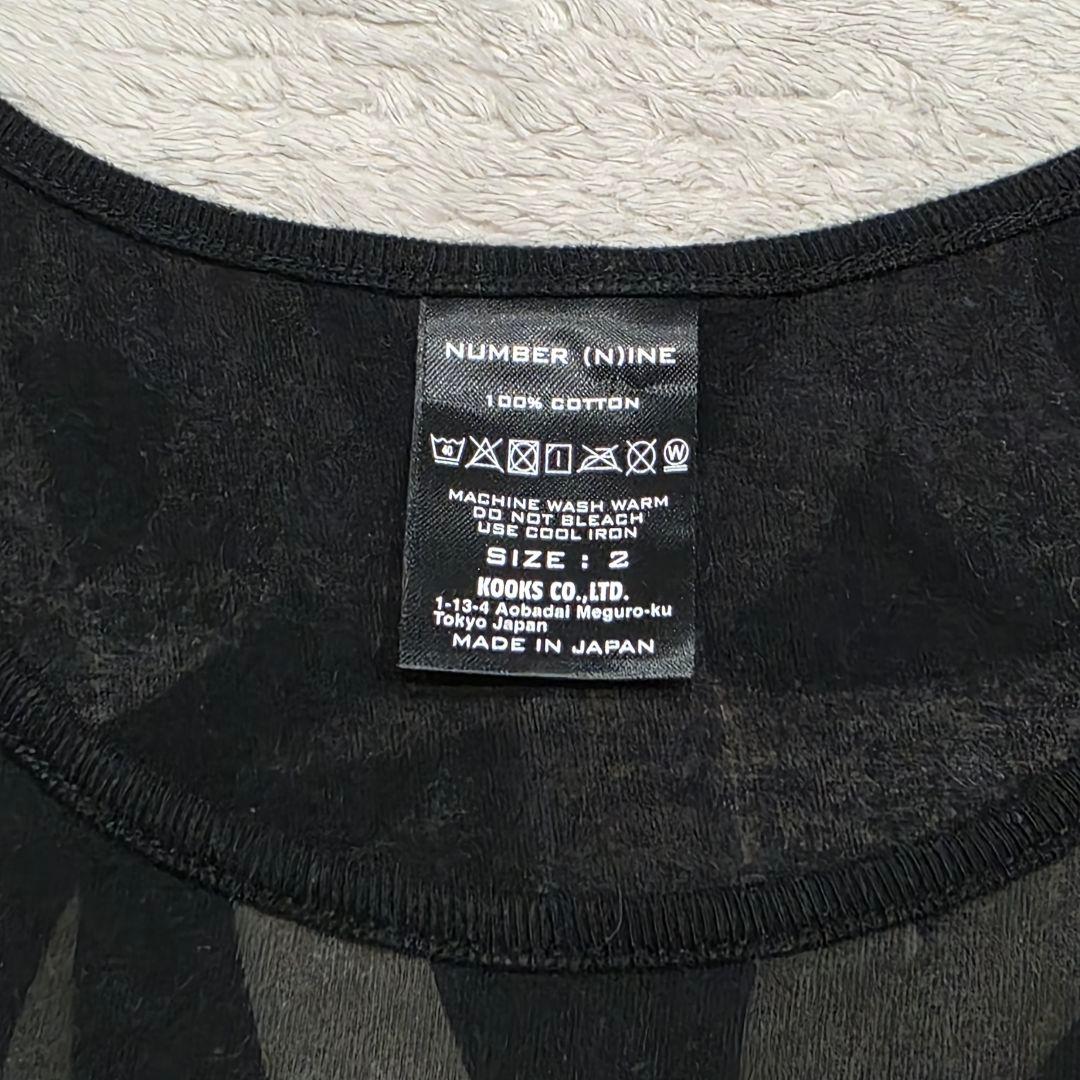 NUMBER (N)INE
100% COTTON
40 W
MACHINE WASH WARM
DO NOT BLEACH
USE COOL IRON
SIZE : 2
KOOKS CO.,LTD.
1-13-4 Aobadai Meguro-ku
Tokyo Japan
MADE IN JAPAN